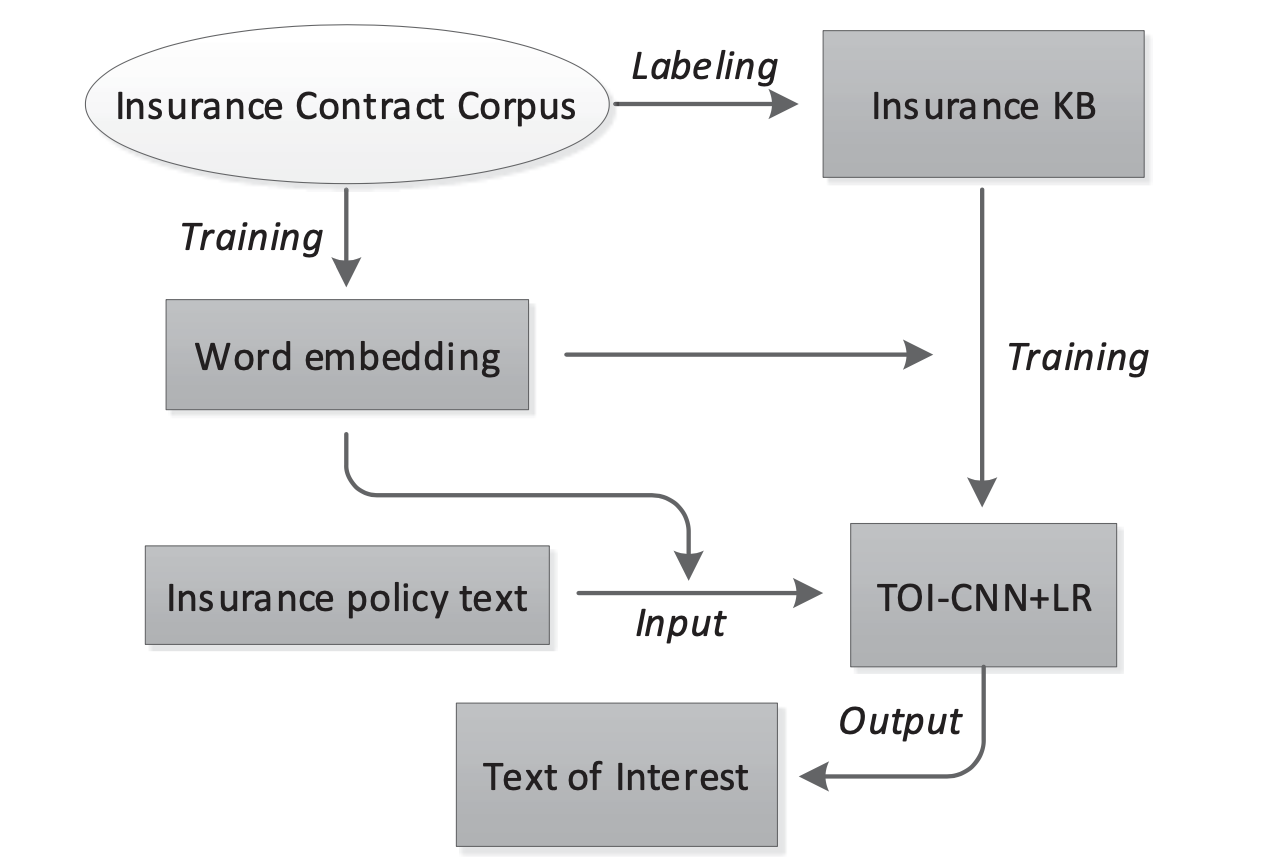 Insurance Contract Corpus
Labeling
Insurance KB
Training
Word embedding
Training
Insurance policy text
Input
TOI-CNN+LR
Output
Text of Interest